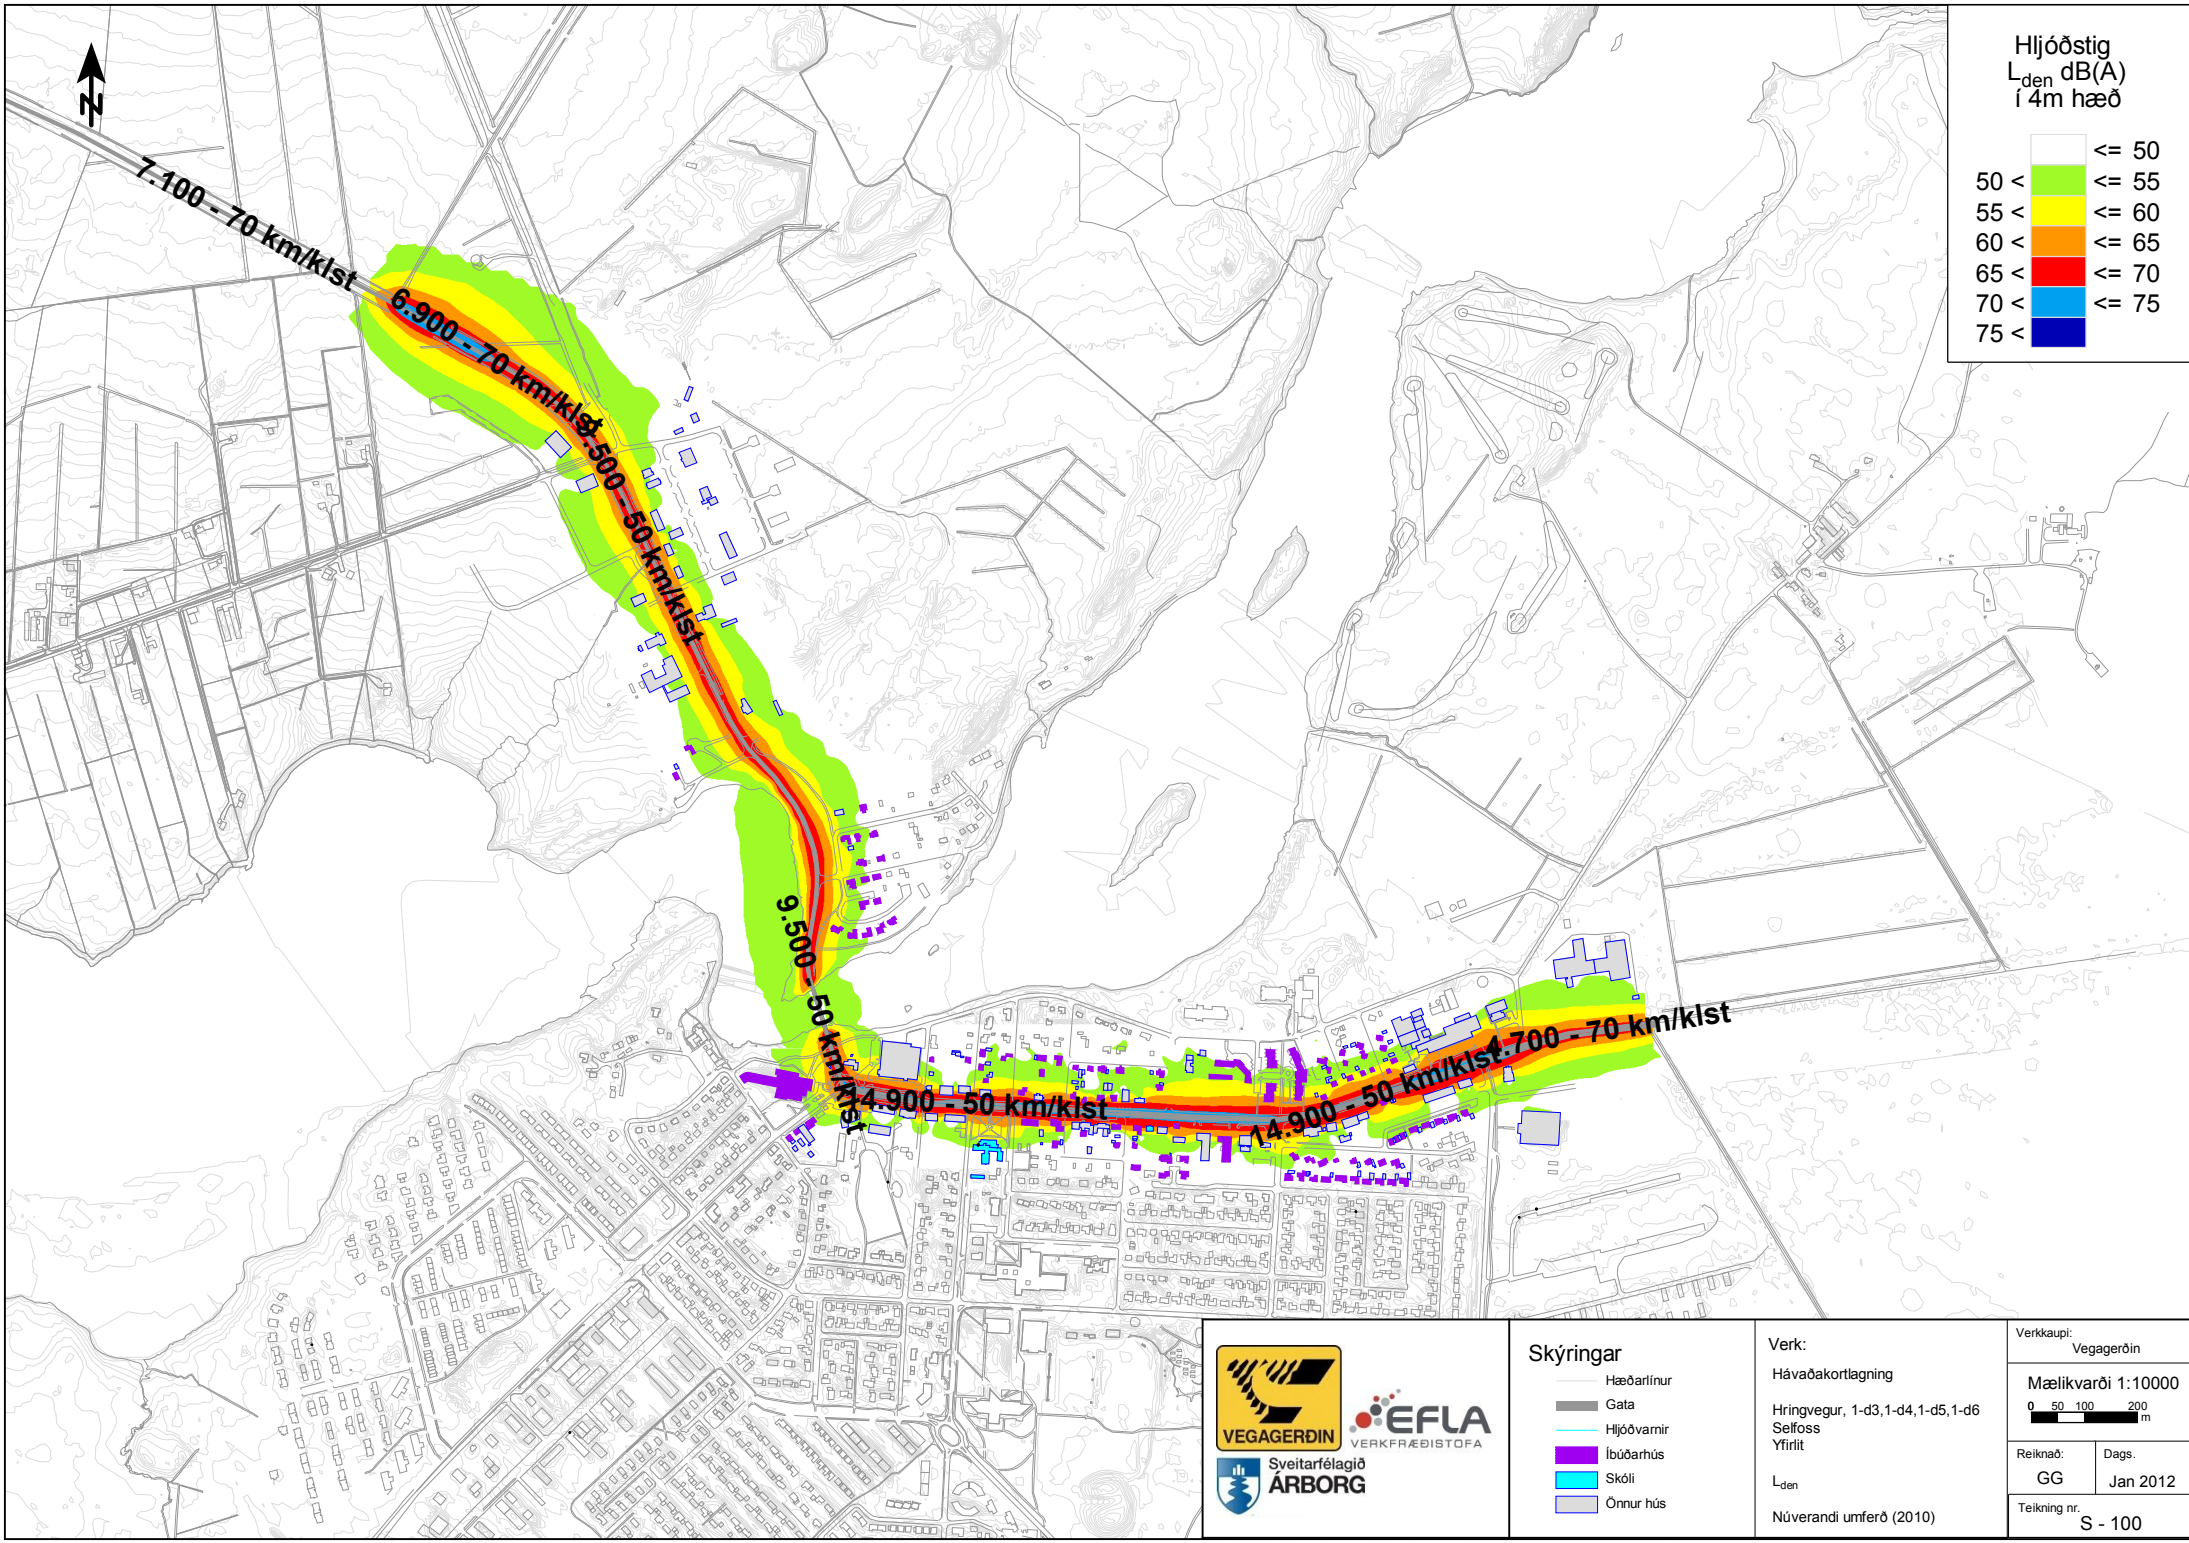 Hljóðstig
Lden dB(A)
í 4m hæð
<= 50
50 < <= 55
55 < <= 60
60 < <= 65
65 < <= 70
70 < <= 75
75 <
N
7.100 - 70 km/klst
6.900 - 70 km/klst
9.500 - 50 km/klst
9.500 - 50 km/klst
14.900 - 50 km/klst
14.900 - 50 km/klst
4.700 - 70 km/klst
VEGAGERÐIN
EFLA
VERKFRÆÐISTOFA
Sveitarfélagið
ÁRBORG
Skýringar
Hæðarlínur
Gata
Hljóðvarnir
Íbúðarhús
Skóli
Önnur hús
Verk:
Hávaðakortlagning
Hringvegur, 1-d3,1-d4,1-d5,1-d6
Selfoss
Yfirlit
Lden
Núverandi umferð (2010)
Verkkaupi:
Vegagerðin
Mælikvarði 1:10000
0 50 100 200
m
Reiknað:
GG
Dags.
Jan 2012
Teikning nr.
S - 100